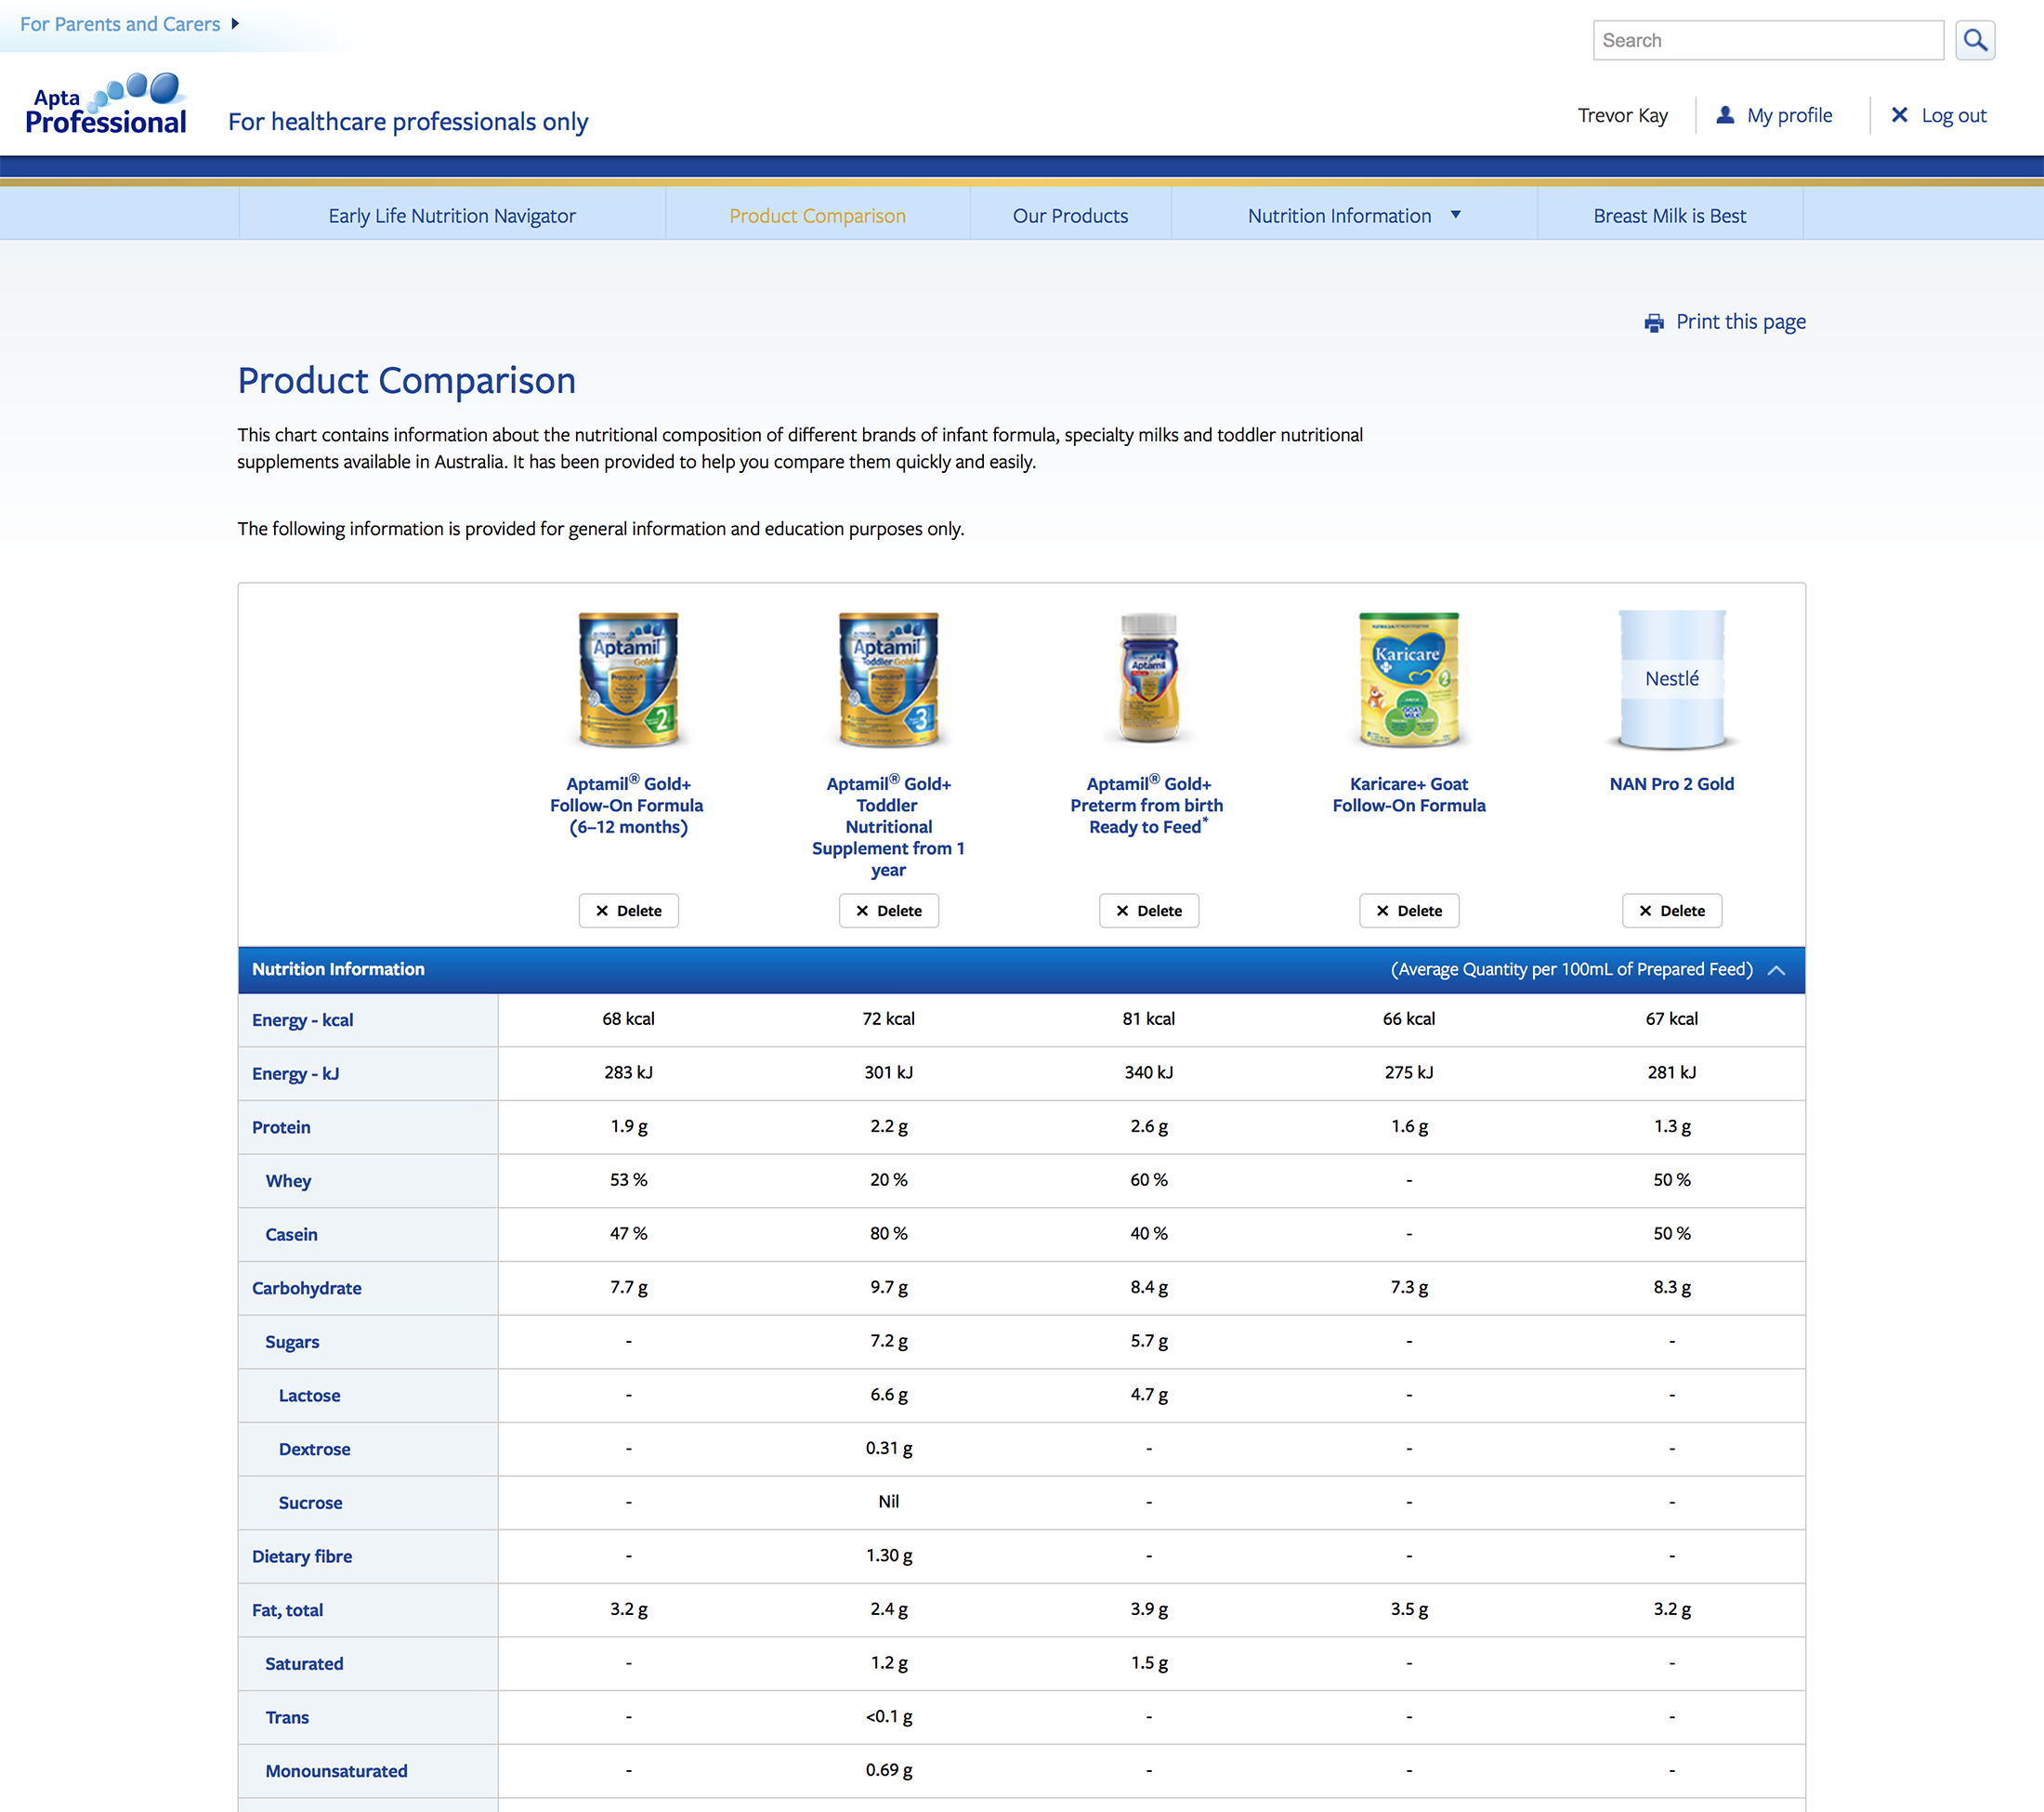 For Parents and Carers
Search
Apta
Professional
For healthcare professionals only
Trevor Kay
My profile
Log out
Early Life Nutrition Navigator
Product Comparison
Our Products
Nutrition Information
Breast Milk is Best
Print this page
Product Comparison
This chart contains information about the nutritional composition of different brands of infant formula, specialty milks and toddler nutritional
supplements available in Australia. It has been provided to help you compare them quickly and easily.
The following information is provided for general information and education purposes only.
Aptamil
Gold+
Pronutra+
2
Aptamil
Toddler Gold+
Pronutra+
3
Aptamil
Karicare
+
2
GOAT MILK
Nestlé
Aptamil® Gold+
Follow-On Formula
(6–12 months)
Aptamil® Gold+
Toddler
Nutritional
Supplement from 1
year
Aptamil® Gold+
Preterm from birth
Ready to Feed*
Karicare+ Goat
Follow-On Formula
NAN Pro 2 Gold
Delete Delete Delete Delete Delete
Nutrition Information (Average Quantity per 100mL of Prepared Feed)
Energy - kcal 68 kcal 72 kcal 81 kcal 66 kcal 67 kcal
Energy - kJ 283 kJ 301 kJ 340 kJ 275 kJ 281 kJ
Protein 1.9 g 2.2 g 2.6 g 1.6 g 1.3 g
Whey 53 % 20 % 60 % - 50 %
Casein 47 % 80 % 40 % - 50 %
Carbohydrate 7.7 g 9.7 g 8.4 g 7.3 g 8.3 g
Sugars - 7.2 g 5.7 g - -
Lactose - 6.6 g 4.7 g - -
Dextrose - 0.31 g - - -
Sucrose - Nil - - -
Dietary fibre - 1.30 g - - -
Fat, total 3.2 g 2.4 g 3.9 g 3.5 g 3.2 g
Saturated - 1.2 g 1.5 g - -
Trans - <0.1 g - - -
Monounsaturated - 0.69 g - - -